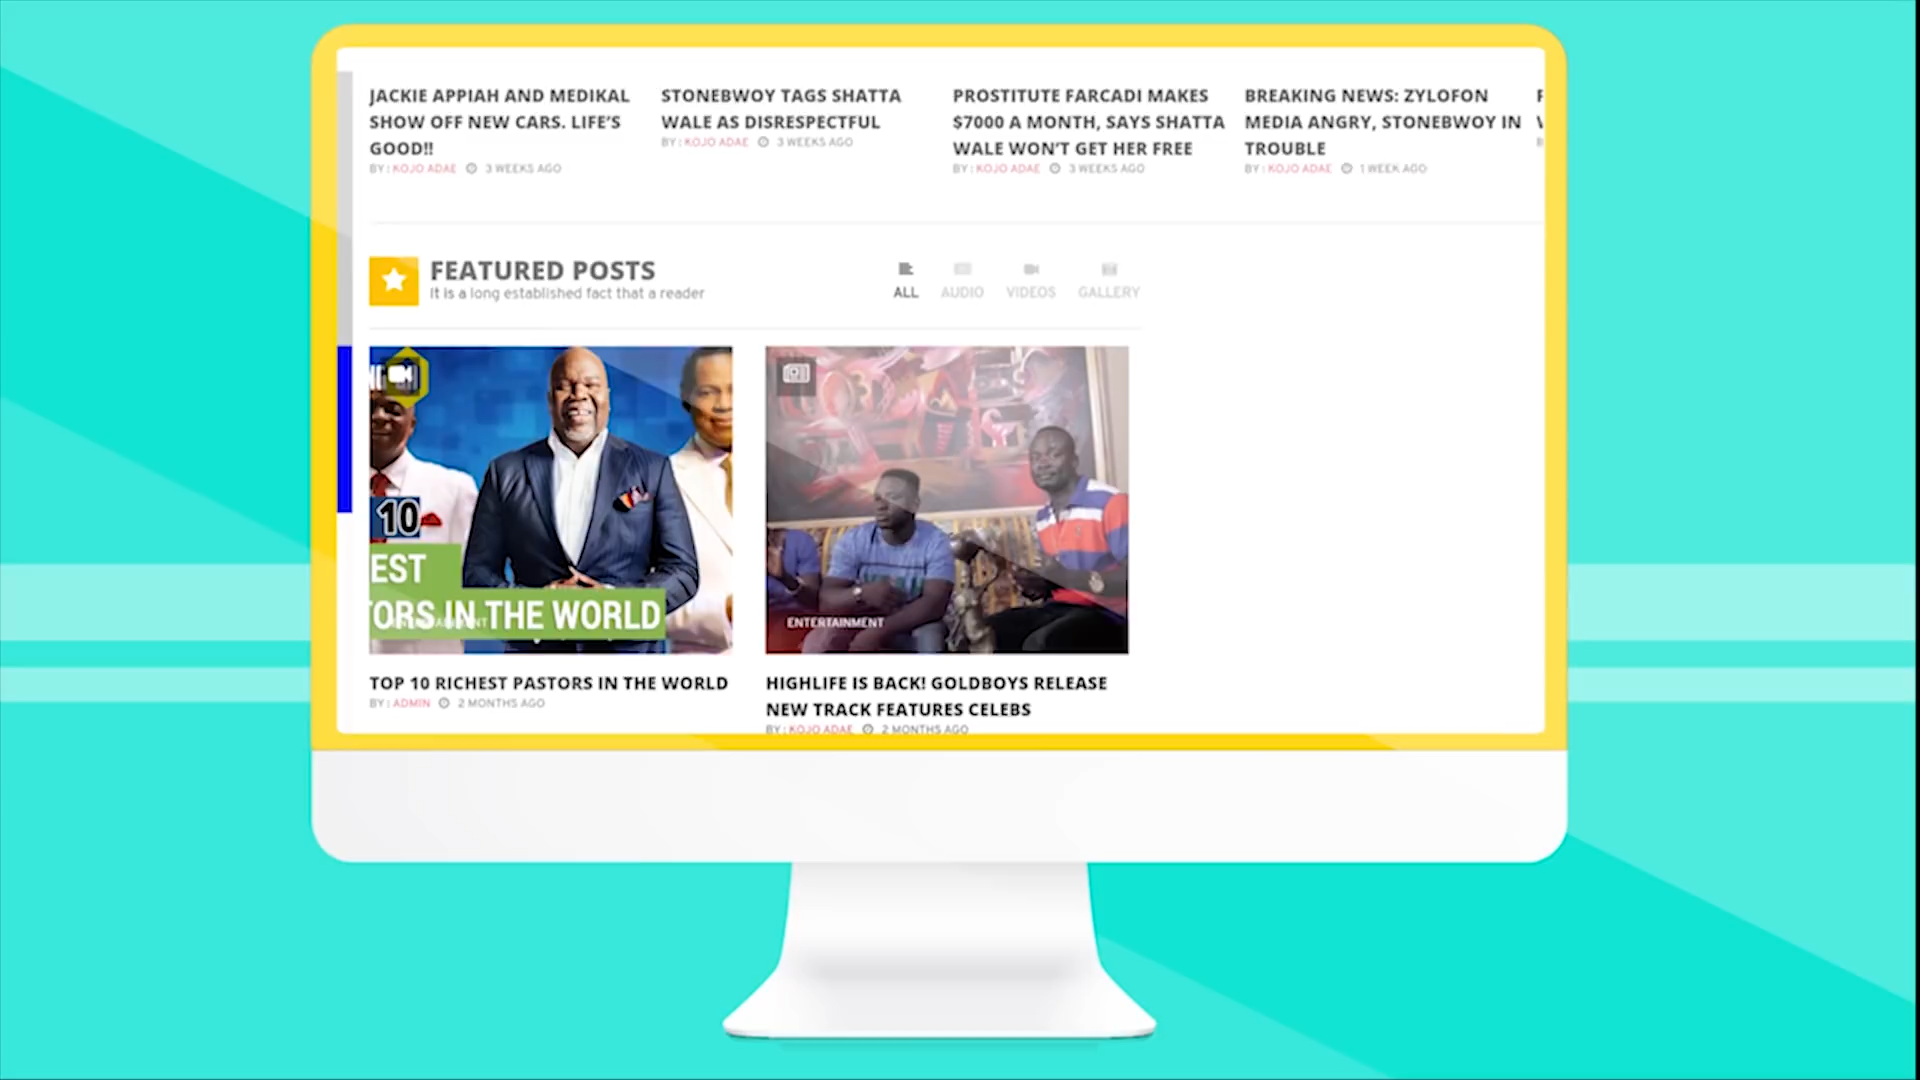 JACKIE APPIAH AND MEDIKAL
SHOW OFF NEW CARS. LIFE'S
GOOD!!
BY : KOJO ADAE 3 WEEKS AGO
STONEBWOY TAGS SHATTA
WALE AS DISRESPECTFUL
BY : KOJO ADAE 3 WEEKS AGO
PROSTITUTE FARCADI MAKES
$7000 A MONTH, SAYS SHATTA
WALE WON'T GET HER FREE
BY : KOJO ADAE 3 WEEKS AGO
BREAKING NEWS: ZYLOFON
MEDIA ANGRY, STONEBWOY IN
TROUBLE
BY : KOJO ADAE 1 WEEK AGO
FEATURED POSTS
It is a long established fact that a reader
ALL AUDIO VIDEOS GALLERY
10
EST
TORS IN THE WORLD
TOP 10 RICHEST PASTORS IN THE WORLD
BY : ADMIN 2 MONTHS AGO
ENTERTAINMENT
HIGHLIFE IS BACK! GOLDBOYS RELEASE
NEW TRACK FEATURES CELEBS
BY : KOJO ADAE 2 MONTHS AGO